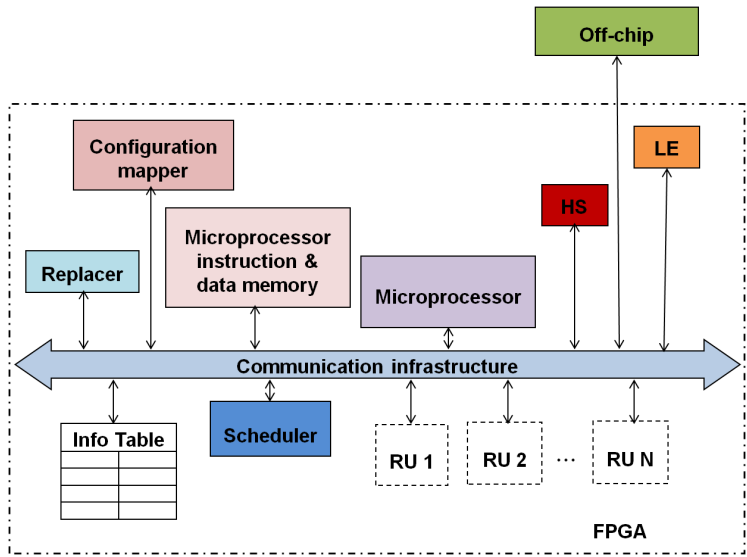 Off-chip
Configuration
mapper
LE
HS
Microprocessor
instruction &
data memory
Replacer
Microprocessor
Communication infrastructure
Info Table
Scheduler
RU 1
RU 2
...
RU N
FPGA